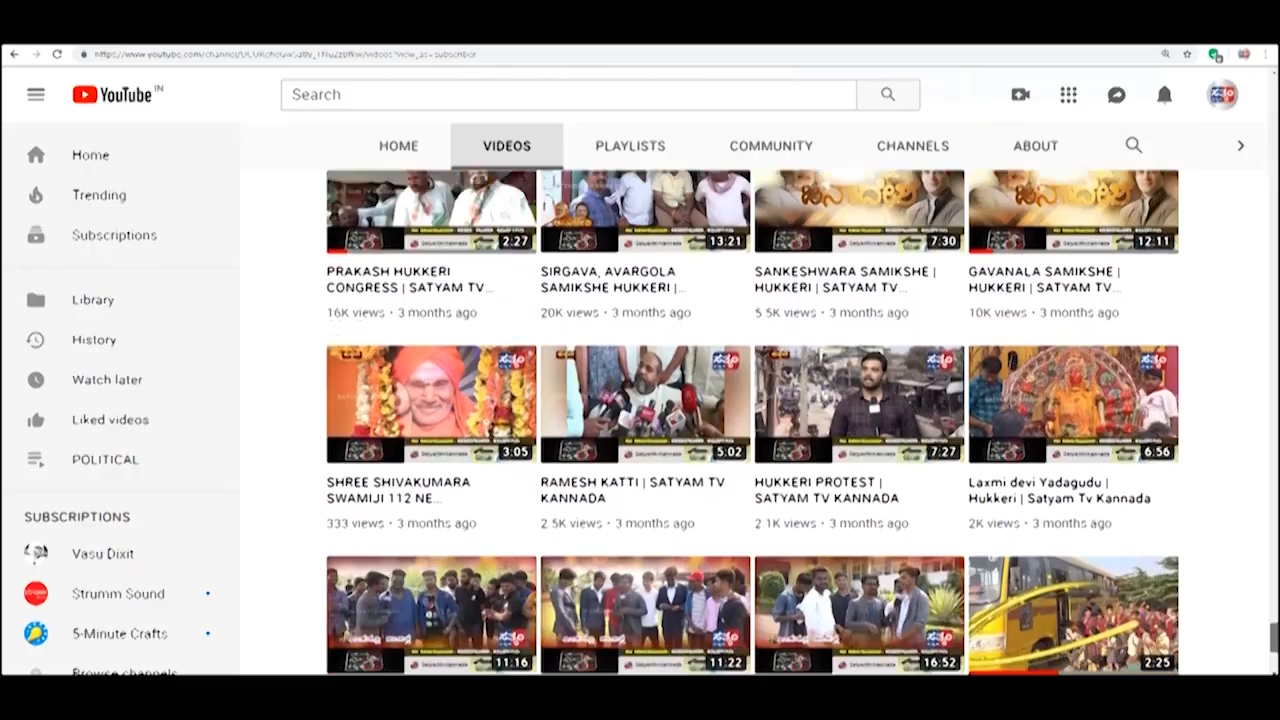 YouTube IN
Search
HOME
VIDEOS
PLAYLISTS
COMMUNITY
CHANNELS
ABOUT
Home
Trending
Subscriptions
Library
History
Watch later
Liked videos
POLITICAL
SUBSCRIPTIONS
Vasu Dixit
Strumm Sound
5-Minute Crafts
Browse channels
2:27
13:21
7:30
12:11
PRAKASH HUKKERI
CONGRESS | SATYAM TV...
16K views • 3 months ago
SIRGAVA, AVARGOLA
SAMIKSHE HUKKERI |...
20K views • 3 months ago
SANKESHWARA SAMIKSHE |
HUKKERI | SATYAM TV...
5.5K views • 3 months ago
GAVANALA SAMIKSHE |
HUKKERI | SATYAM TV...
10K views • 3 months ago
3:05
5:02
7:27
6:56
SHREE SHIVAKUMARA
SWAMIJI 112 NE...
333 views • 3 months ago
RAMESH KATTI | SATYAM TV
KANNADA
2.5K views • 3 months ago
HUKKERI PROTEST |
SATYAM TV KANNADA
2.1K views • 3 months ago
Laxmi devi Yadagudu |
Hukkeri | Satyam Tv Kannada
2K views • 3 months ago
11:16
11:22
16:52
2:25